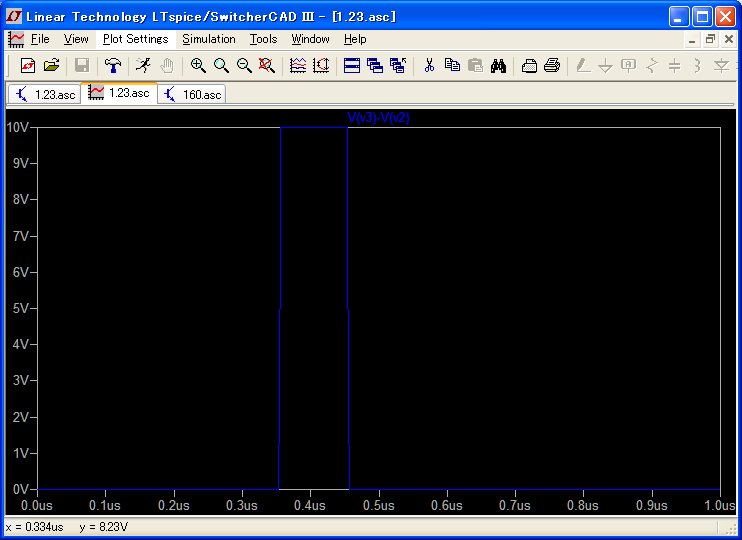 Linear Technology LTspice/SwitcherCAD III - [1.23.asc]
File View Plot Settings Simulation Tools Window Help
1.23.asc 1.23.asc 160.asc
V(v3)-V(v2)
10V
9V
8V
7V
6V
5V
4V
3V
2V
1V
0V
0.0us 0.1us 0.2us 0.3us 0.4us 0.5us 0.6us 0.7us 0.8us 0.9us 1.0us
x = 0.334us y = 8.23V